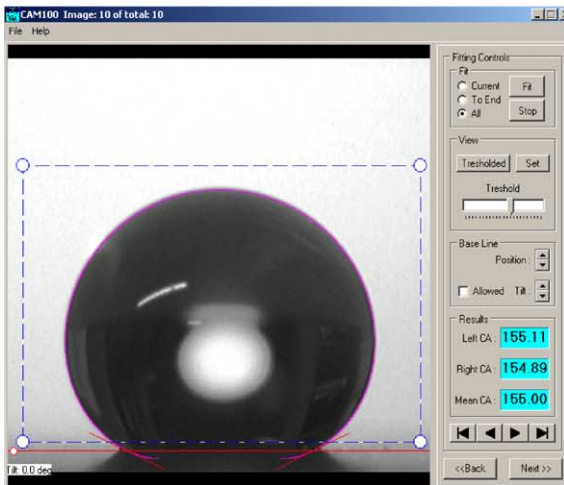 CAM100 Image: 10 of total: 10
File Help
Fitting Controls
Fit
Current
To End
All
Fit
Stop
View
Tresholded
Set
Treshold
Base Line
Position :
Allowed Tilt :
Results
Left CA : 155.11
Right CA : 154.89
Mean CA : 155.00
<<Back
Next >>
Tilt: 0.0 deg